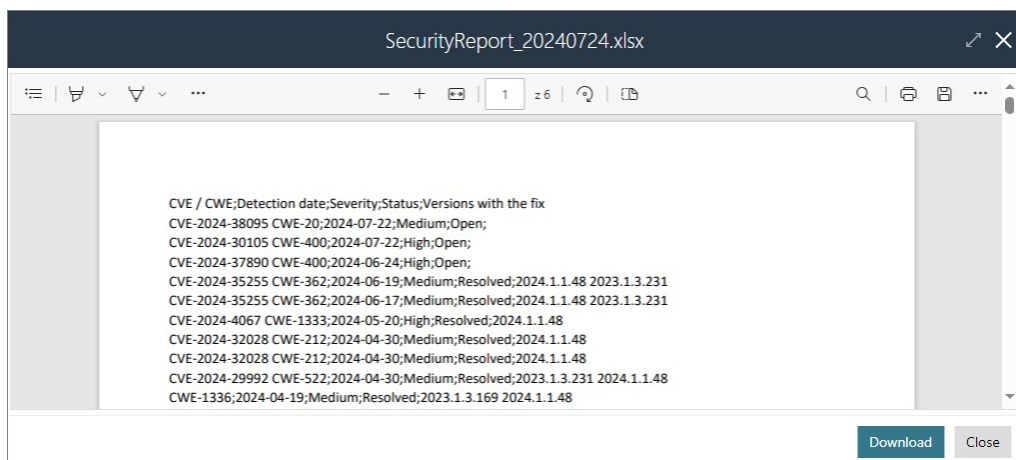 SecurityReport_20240724.xlsx
1 z 6
CVE / CWE;Detection date;Severity;Status;Versions with the fix
CVE-2024-38095 CWE-20;2024-07-22;Medium;Open;
CVE-2024-30105 CWE-400;2024-07-22;High;Open;
CVE-2024-37890 CWE-400;2024-06-24;High;Open;
CVE-2024-35255 CWE-362;2024-06-19;Medium;Resolved;2024.1.1.48 2023.1.3.231
CVE-2024-35255 CWE-362;2024-06-17;Medium;Resolved;2024.1.1.48 2023.1.3.231
CVE-2024-4067 CWE-1333;2024-05-20;High;Resolved;2024.1.1.48
CVE-2024-32028 CWE-212;2024-04-30;Medium;Resolved;2024.1.1.48
CVE-2024-32028 CWE-212;2024-04-30;Medium;Resolved;2024.1.1.48
CVE-2024-29992 CWE-522;2024-04-30;Medium;Resolved;2023.1.3.231 2024.1.1.48
CWE-1336;2024-04-19;Medium;Resolved;2023.1.3.169 2024.1.1.48
Download Close